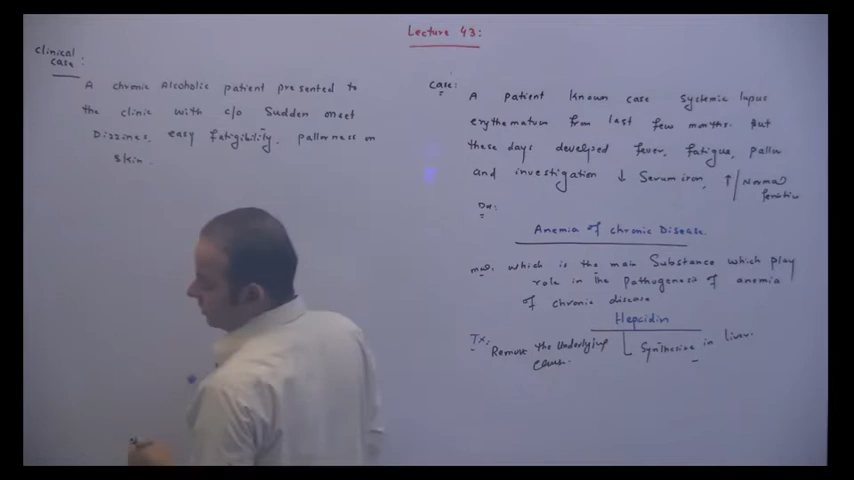 Lecture 43:
Clinical
case:
A chronic Alcoholic patient presented to
the clinic with c/o Sudden onset
Dizziness, easy fatigibility, pallorness on
skin.
Case:
A patient known case Systemic lupus
erythematum from last few months. But
these days develped fever, fatigue, pallor
and investigation ↓ Serum iron, ↑/Normal
ferritin
Dx:
Anemia of chronic Disease.
which is the main Substance which play
role in the pathogenesis of anemia
of chronic disease
Hepcidin
Tx: Remove the underlying
cause.
Synthesize in liver.